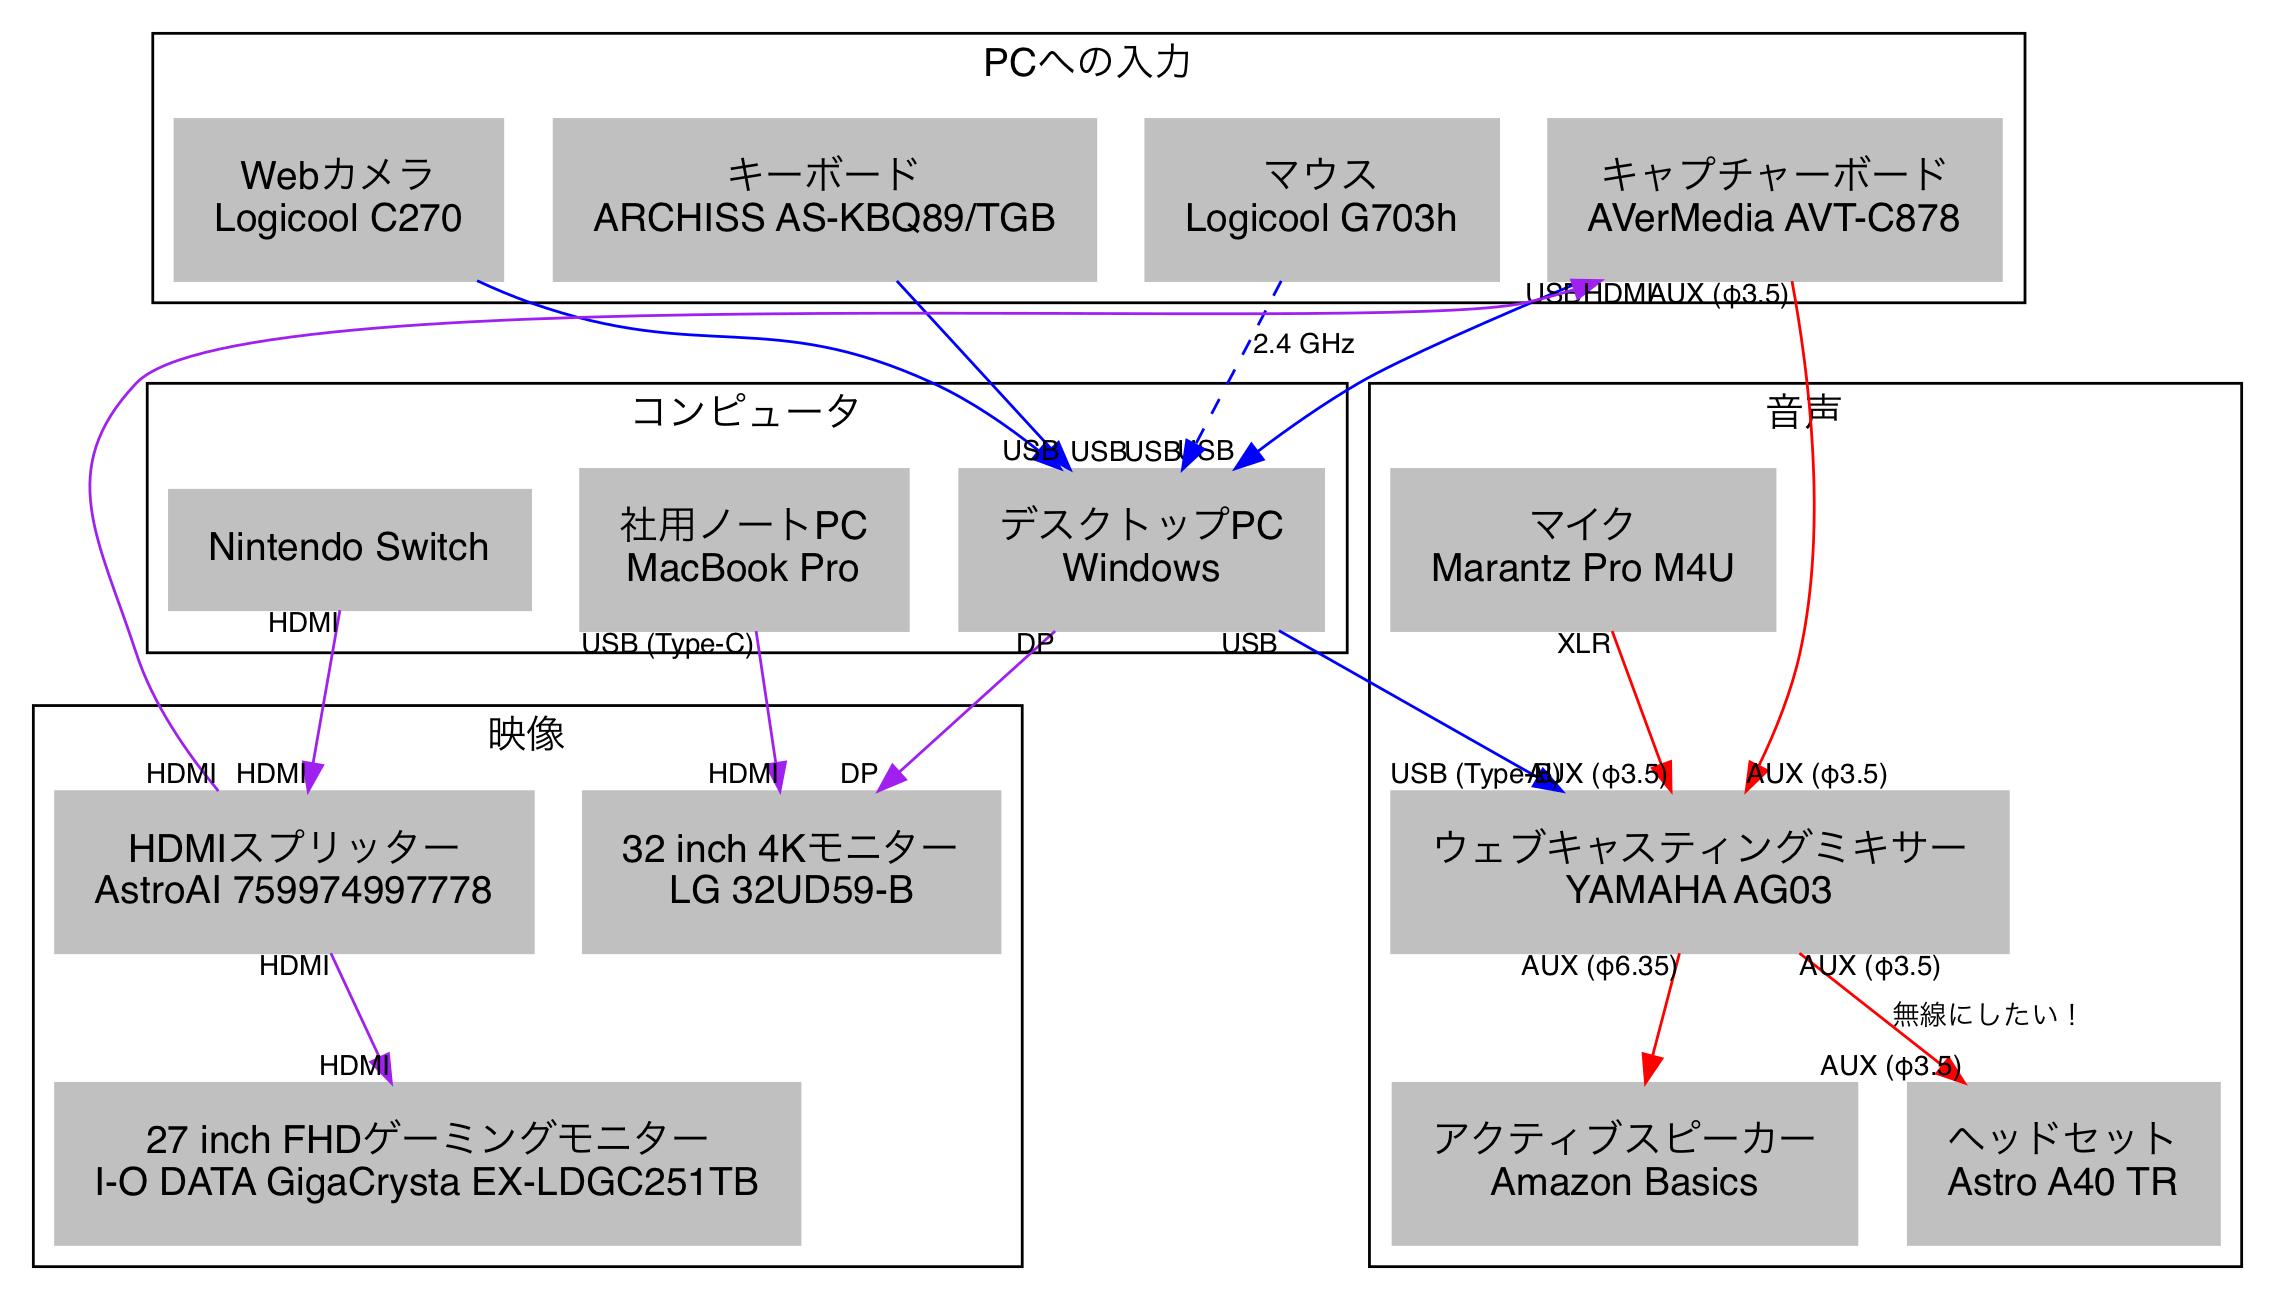 PCへの入力
Webカメラ
Logicool C270
キーボード
ARCHISS AS-KBQ89/TGB
マウス
Logicool G703h
キャプチャーボード
AVerMedia AVT-C878
USB
HDMI
AUX (φ3.5)
2.4 GHz
コンピュータ
USB
USB
USB
USB
Nintendo Switch
社用ノートPC
MacBook Pro
デスクトップPC
Windows
HDMI
USB (Type-C)
DP
USB
音声
マイク
Marantz Pro M4U
XLR
映像
HDMI
HDMI
HDMI
DP
HDMIスプリッター
AstroAI 759974997778
32 inch 4Kモニター
LG 32UD59-B
HDMI
HDMI
27 inch FHDゲーミングモニター
I-O DATA GigaCrysta EX-LDGC251TB
AUX (φ3.5)
AUX (φ3.5)
ウェブキャスティングミキサー
YAMAHA AG03
AUX (φ6.35)
AUX (φ3.5)
無線にしたい！
AUX (φ3.5)
アクティブスピーカー
Amazon Basics
ヘッドセット
Astro A40 TR